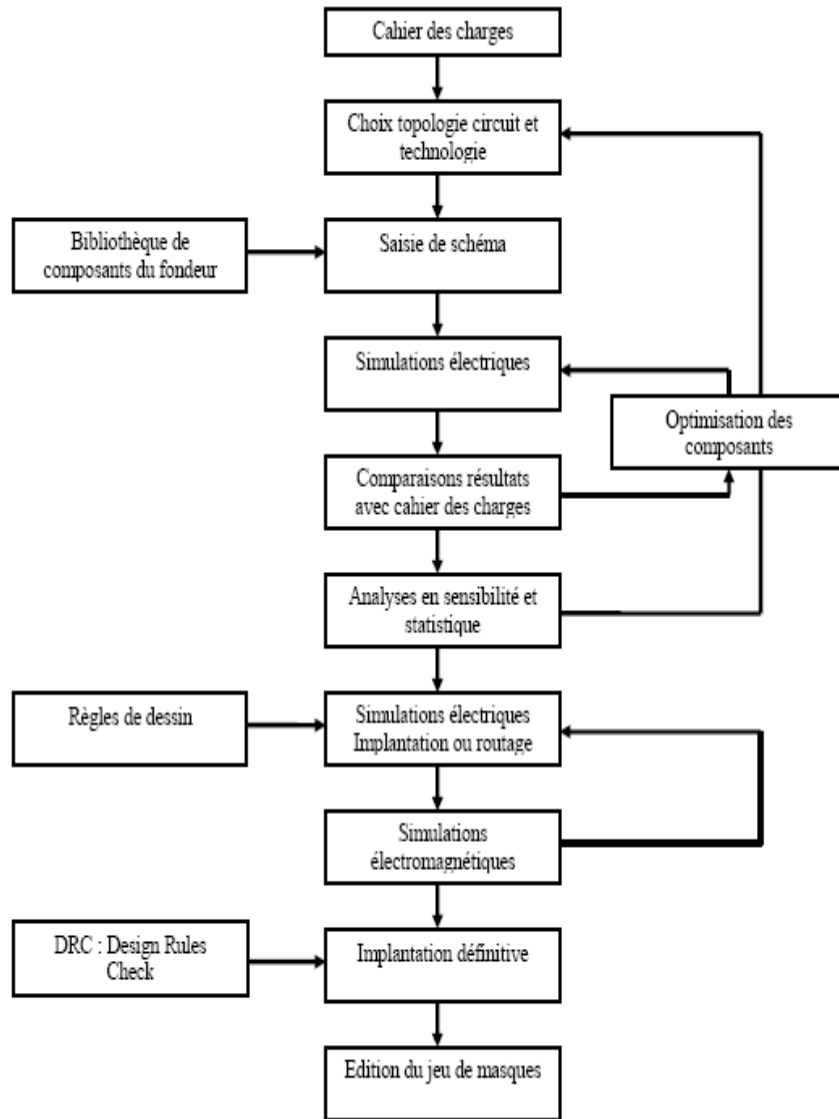 Cahier des charges
Choix topologie circuit et
technologie
Bibliothèque de
composants du fondeur
Saisie de schéma
Simulations électriques
Optimisation des
composants
Comparaisons résultats
avec cahier des charges
Analyses en sensibilité et
statistique
Règles de dessin
Simulations électriques
Implantation ou routage
Simulations
électromagnétiques
DRC : Design Rules
Check
Implantation définitive
Edition du jeu de masques